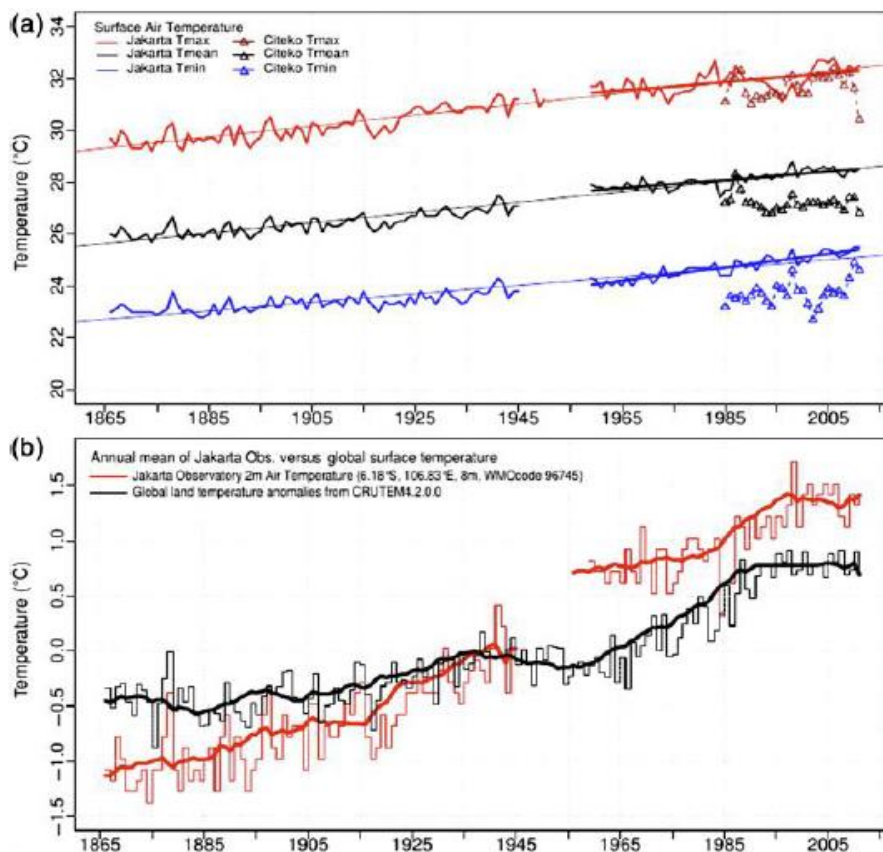 (a)
Surface Air Temperature
Jakarta Tmax Citeko Tmax
Jakarta Tmean Citeko Tmean
Jakarta Tmin Citeko Tmin
Temperature (°C)
34
32
30
28
26
24
22
20
1865 1885 1905 1925 1945 1965 1985 2005
(b)
Annual mean of Jakarta Obs. versus global surface temperature
Jakarta Observatory 2m Air Temperature (6.18°S, 106.83°E, 8m, WMOcode 96745)
Global land temperature anomalies from CRUTEM4.2.0.0
Temperature (°C)
1.5
1.0
0.5
0.0
−0.5
−1.0
−1.5
1865 1885 1905 1925 1945 1965 1985 2005